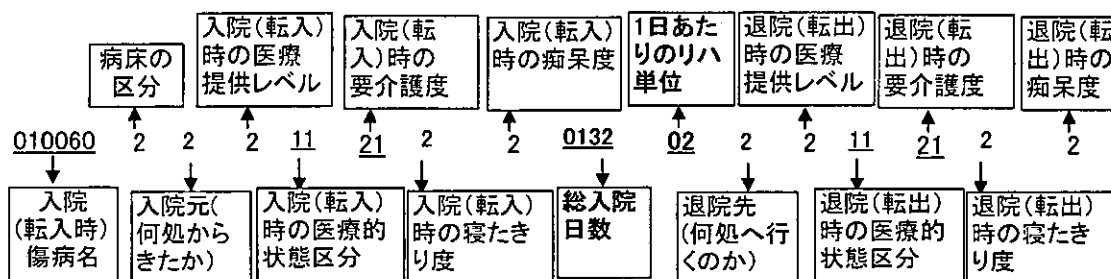 病床の
区分
入院(転入)
時の医療
提供レベル
入院(転
入)時の
要介護度
入院(転入)
時の痴呆度
1日あた
りのリハ
単位
退院(転出)
時の医療
提供レベル
退院(転
出)時の
要介護度
退院(転
出)時の
痴呆度
010060 2 2 2 11 21 2 2 0132 02 2 2 11 21 2 2
入院
(転入時)
傷病名
入院元(
何処から
きたか)
入院(転入)
時の医療的
状態区分
入院(転入)
時の寝たき
り度
総入院
日数
退院先
(何処へ行
くのか)
退院(転出)
時の医療的
状態区分
退院(転出)
時の寝たき
り度